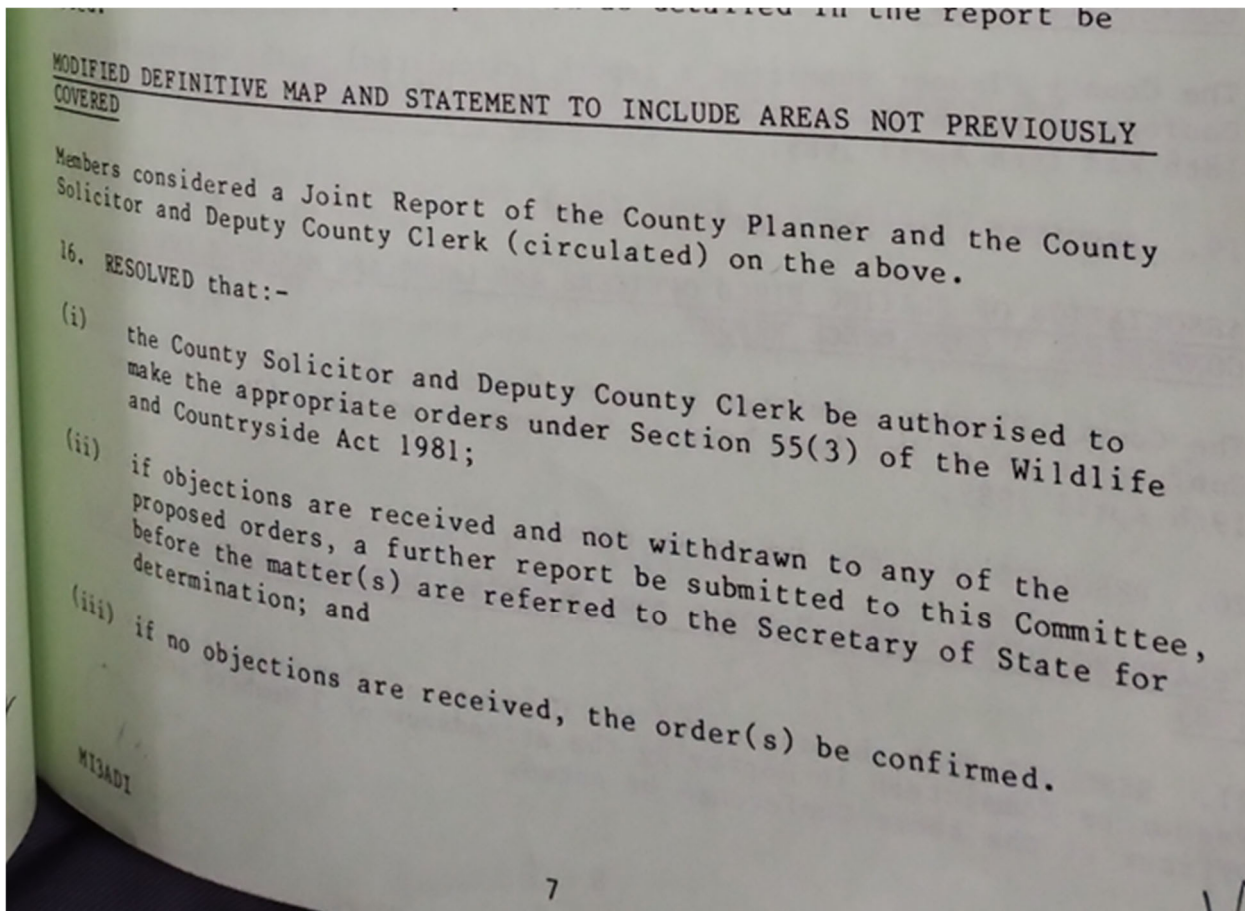 detailed in the report be
MODIFIED DEFINITIVE MAP AND STATEMENT TO INCLUDE AREAS NOT PREVIOUSLY
COVERED
Members considered a Joint Report of the County Planner and the County
Solicitor and Deputy County Clerk (circulated) on the above.
16. RESOLVED that:-
(i) the County Solicitor and Deputy County Clerk be authorised to
make the appropriate orders under Section 55(3) of the Wildlife
and Countryside Act 1981;
(ii) if objections are received and not withdrawn to any of the
proposed orders, a further report be submitted to this Committee,
before the matter(s) are referred to the Secretary of State for
determination; and
(iii) if no objections are received, the order(s) be confirmed.
MI3ADI
7